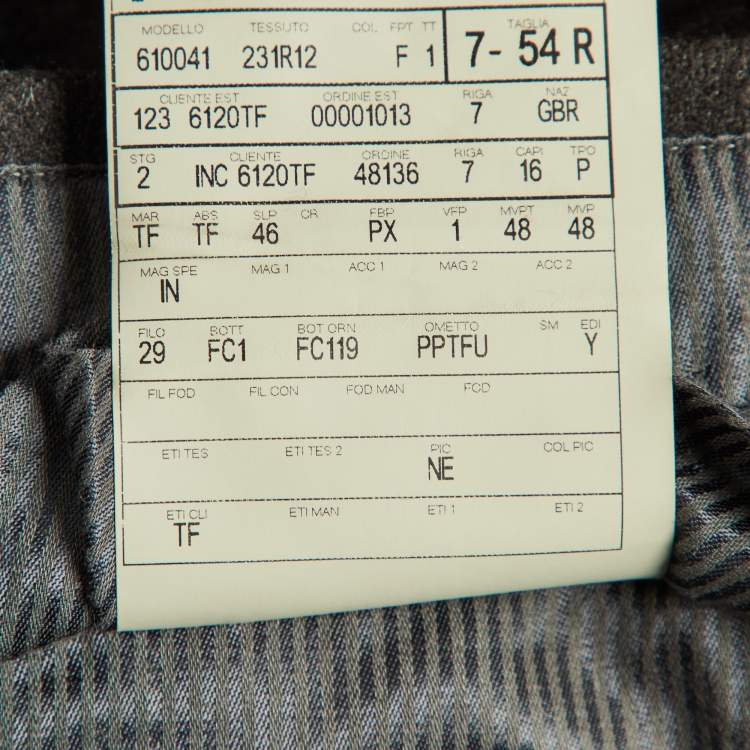 MODELLO TESSUTO COL FPT TT TAGLIA
610041 231R12 F 1 7- 54 R
CLIENTE EST ORDINE EST RIGA NAZ
123 6120TF 00001013 7 GBR
STG CLIENTE ORDINE RIGA CAPI TPO
2 INC 6120TF 48136 7 16 P
MAR ABS SLP CR FBP VFP MVPT MVP
TF TF 46 PX 1 48 48
MAG SPE MAG 1 ACC 1 MAG 2 ACC 2
IN
FILO BOTT BOT ORN OMETTO SM EDI
29 FC1 FC119 PPTFU Y
FIL FOD FIL CON FOD MAN FOD
ETI TES ETI TES 2 PIC COL PIC
NE
ETI CLI ETI MAN ETI 1 ETI 2
TF